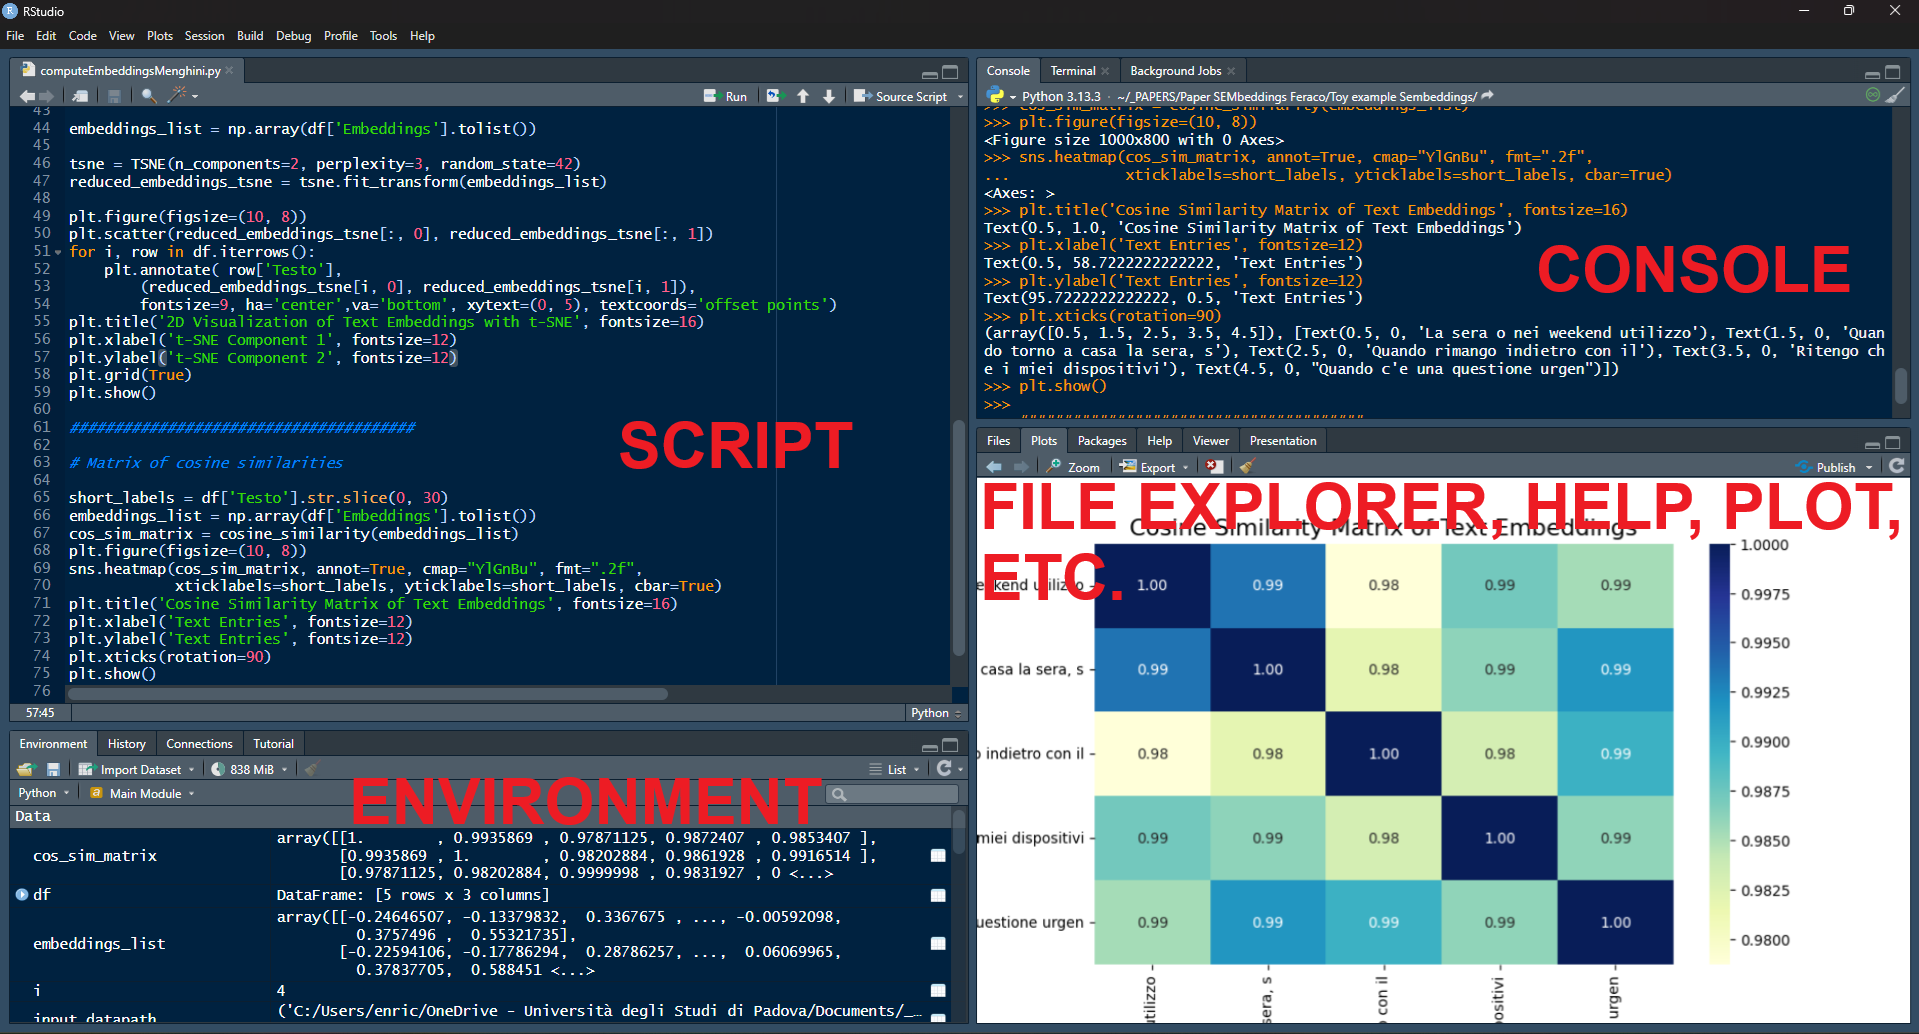 RStudio
File Edit Code View Plots Session Build Debug Profile Tools Help
computeEmbeddingsMenghini.py
Run Source Script
43
44 embeddings_list = np.array(df['Embeddings'].tolist())
45
46 tsne = TSNE(n_components=2, perplexity=3, random_state=42)
47 reduced_embeddings_tsne = tsne.fit_transform(embeddings_list)
48
49 plt.figure(figsize=(10, 8))
50 plt.scatter(reduced_embeddings_tsne[:, 0], reduced_embeddings_tsne[:, 1])
51 for i, row in df.iterrows():
52 plt.annotate( row['Testo'],
53 (reduced_embeddings_tsne[i, 0], reduced_embeddings_tsne[i, 1]),
54 fontsize=9, ha='center',va='bottom', xytext=(0, 5), textcoords='offset points')
55 plt.title('2D Visualization of Text Embeddings with t-SNE', fontsize=16)
56 plt.xlabel('t-SNE Component 1', fontsize=12)
57 plt.ylabel('t-SNE Component 2', fontsize=12)
58 plt.grid(True)
59 plt.show()
60
61 #######################################
62
63 # Matrix of cosine similarities
64
65 short_labels = df['Testo'].str.slice(0, 30)
66 embeddings_list = np.array(df['Embeddings'].tolist())
67 cos_sim_matrix = cosine_similarity(embeddings_list)
68 plt.figure(figsize=(10, 8))
69 sns.heatmap(cos_sim_matrix, annot=True, cmap="YlGnBu", fmt=".2f",
70 xticklabels=short_labels, yticklabels=short_labels, cbar=True)
71 plt.title('Cosine Similarity Matrix of Text Embeddings', fontsize=16)
72 plt.xlabel('Text Entries', fontsize=12)
73 plt.ylabel('Text Entries', fontsize=12)
74 plt.xticks(rotation=90)
75 plt.show()
76
SCRIPT
57:45 Python
Environment History Connections Tutorial
Import Dataset 838 MiB List
Python Main Module
ENVIRONMENT
Data
cos_sim_matrix array([[1. , 0.9935869 , 0.97871125, 0.9872407 , 0.9853407 ],
[0.9935869 , 1. , 0.98202884, 0.9861928 , 0.9916514 ],
[0.97871125, 0.98202884, 0.9999998 , 0.9831927 , 0 <...>
df DataFrame: [5 rows x 3 columns]
embeddings_list array([[-0.24646507, -0.13379832, 0.3367675 , ..., -0.00592098,
0.3757496 , 0.55321735],
[-0.22594106, -0.17786294, 0.28786257, ..., 0.06069965,
0.37837705, 0.588451 <...>
i 4
input_datapath ('C:/Users/enric/OneDrive - Università degli Studi di Padova/Documents/_…
Console Terminal Background Jobs
Python 3.13.3 · ~/_PAPERS/Paper SEMbeddings Feraco/Toy example Sembeddings/
>>> cos_sim_matrix = cosine_similarity(embeddings_list)
>>> plt.figure(figsize=(10, 8))
<Figure size 1000x800 with 0 Axes>
>>> sns.heatmap(cos_sim_matrix, annot=True, cmap="YlGnBu", fmt=".2f",
... xticklabels=short_labels, yticklabels=short_labels, cbar=True)
<Axes: >
>>> plt.title('Cosine Similarity Matrix of Text Embeddings', fontsize=16)
Text(0.5, 1.0, 'Cosine Similarity Matrix of Text Embeddings')
>>> plt.xlabel('Text Entries', fontsize=12)
Text(0.5, 58.7222222222222, 'Text Entries')
>>> plt.ylabel('Text Entries', fontsize=12)
Text(95.7222222222222, 0.5, 'Text Entries')
>>> plt.xticks(rotation=90)
(array([0.5, 1.5, 2.5, 3.5, 4.5]), [Text(0.5, 0, 'La sera o nei weekend utilizzo'), Text(1.5, 0, 'Quan
do torno a casa la sera, s'), Text(2.5, 0, 'Quando rimango indietro con il'), Text(3.5, 0, 'Ritengo ch
e i miei dispositivi'), Text(4.5, 0, "Quando c'e una questione urgen")])
>>> plt.show()
>>>
CONSOLE
Files Plots Packages Help Viewer Presentation
Zoom Export Publish
FILE EXPLORER, HELP, PLOT,
ETC.
Cosine Similarity Matrix of Text Embeddings
ekend utilizzo 1.00 0.99 0.98 0.99 0.99
casa la sera, s 0.99 1.00 0.98 0.99 0.99
o indietro con il 0.98 0.98 1.00 0.98 0.99
miei dispositivi 0.99 0.99 0.98 1.00 0.99
uestione urgen 0.99 0.99 0.99 0.99 1.00
utilizzo
sera, s
o con il
ositivi
urgen
1.0000
0.9975
0.9950
0.9925
0.9900
0.9875
0.9850
0.9825
0.9800